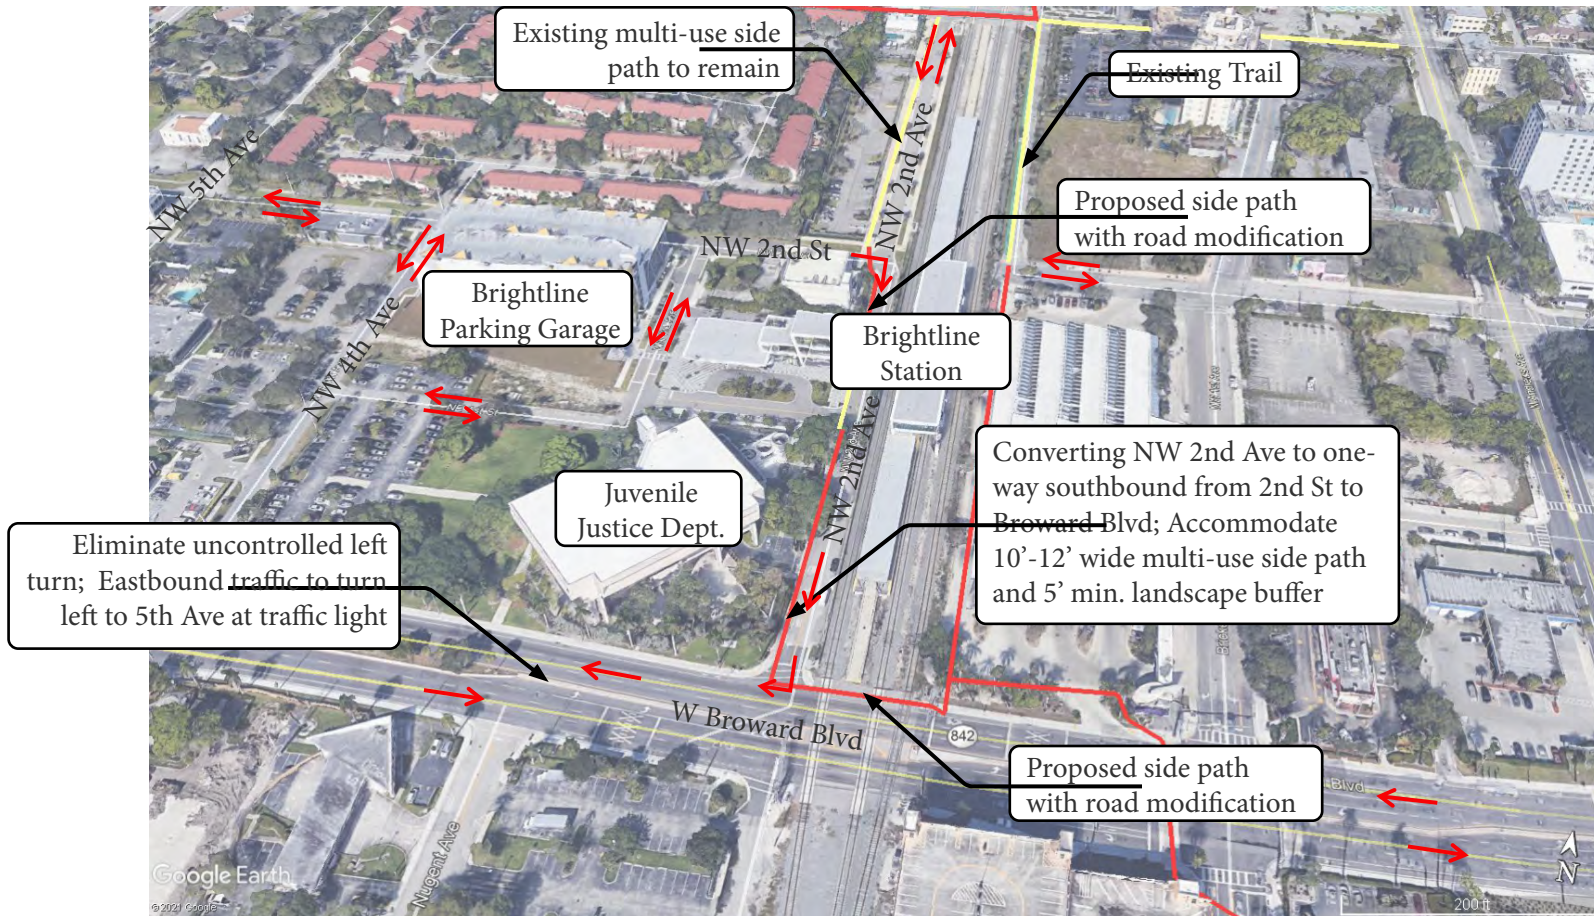 Existing multi-use side
path to remain
Existing Trail
NW 5th Ave
NW 2nd Ave
Proposed side path
with road modification
NW 2nd St
Brightline
Parking Garage
NW 4th Ave
Brightline
Station
NW 2nd Ave
Converting NW 2nd Ave to one-
way southbound from 2nd St to
Broward Blvd; Accommodate
10’-12’ wide multi-use side path
and 5’ min. landscape buffer
Juvenile
Justice Dept.
Eliminate uncontrolled left
turn; Eastbound traffic to turn
left to 5th Ave at traffic light
W Broward Blvd
842
Proposed side path
with road modification
Blvd
Nugent Ave
N
Google Earth
©2021 Google
200 ft